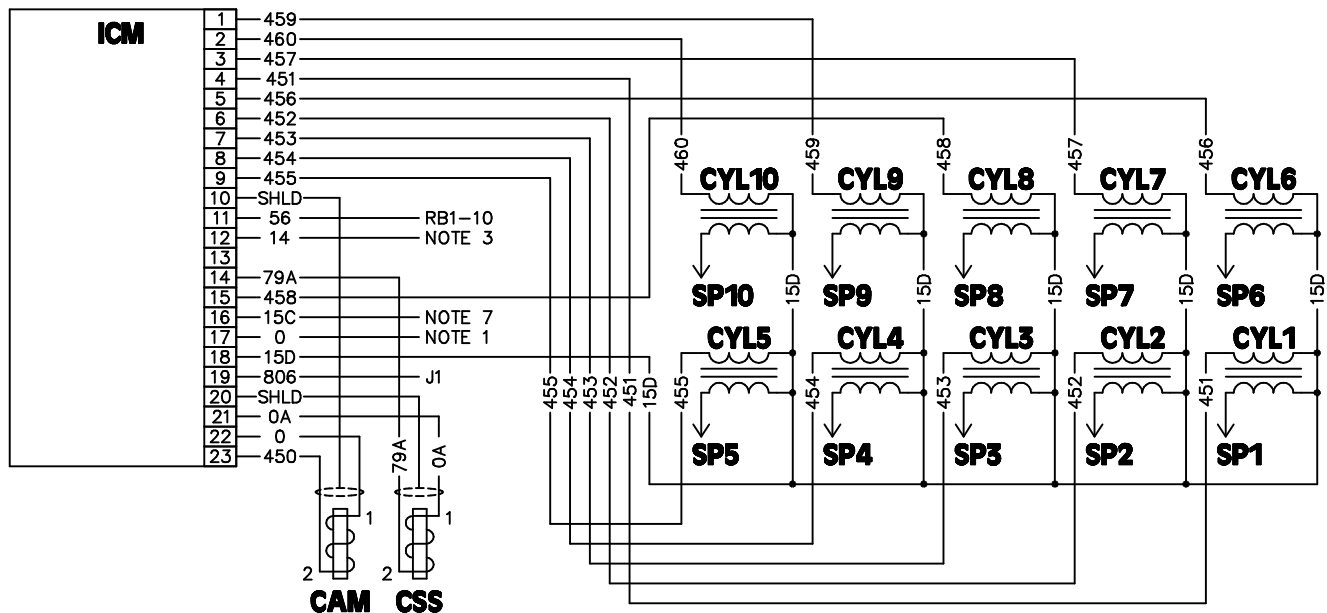 ICM
1 459
2 460
3 457
4 451
5 456
6 452
7 453
8 454
9 455
10 SHLD
11 56 RB1-10
12 14 NOTE 3
13
14 79A
15 458
16 15C NOTE 7
17 0 NOTE 1
18 15D
19 806 J1
20 SHLD
21 0A
22 0
23 450
460 459 458 457 456
CYL10 CYL9 CYL8 CYL7 CYL6
SP10 SP9 SP8 SP7 SP6
15D 15D 15D 15D 15D
CYL5 CYL4 CYL3 CYL2 CYL1
455 454 453 452 451 15D 455 454 453 452 451
SP5 SP4 SP3 SP2 SP1
79A 0A
1 1
2 2
CAM CSS